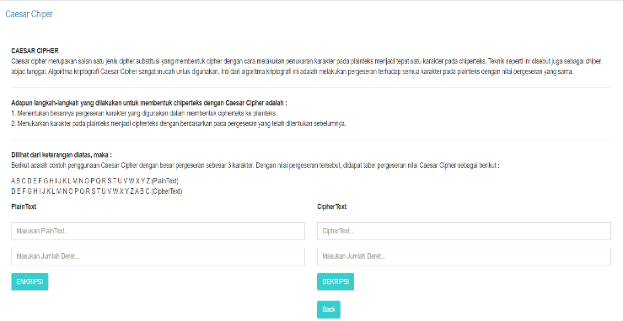 Caesar Chiper
CAESAR CIPHER
Caesar cipher merupakan salah satu jenis cipher substitusi yang membentuk cipher dengan cara melakukan penukaran karakter pada plainteks menjadi tepat satu karakter pada chiperteks. Teknik seperti ini disebut juga sebagai chiper
abjad tunggal. Algoritma kriptografi Caesar Cipher sangat mudah untuk digunakan. Inti dari algoritma kriptografi ini adalah melakukan pergeseran terhadap semua karakter pada plainteks dengan nilai pergeseran yang sama.
Adapun langkah-langkah yang dilakukan untuk membentuk chiperteks dengan Caesar Cipher adalah :
1. Menentukan besarnya pergeseran karakter yang digunakan dalam membentuk cipherteks ke plainteks.
2. Menukarkan karakter pada plainteks menjadi cipherteks dengan berdasarkan pada pergeseran yang telah ditentukan sebelumnya.
Dilihat dari keterangan diatas, maka :
Berikut adalah contoh penggunaan Caesar Cipher dengan besar pergeseran sebesar 3 karakter. Dengan nilai pergeseran tersebut, didapat tabel pergeseran nilai Caesar Cipher sebagai berikut :
A B C D E F G H I J K L M N O P Q R S T U V W X Y Z (PlainText)
D E F G H I J K L M N O P Q R S T U V W X Y Z A B C (CipherText)
PlainText
Masukan PlainText...
Masukan Jumlah Deret...
ENKRIPSI
CipherText
CipherText...
Masukan Jumlah Deret...
DEKRIPSI
Back